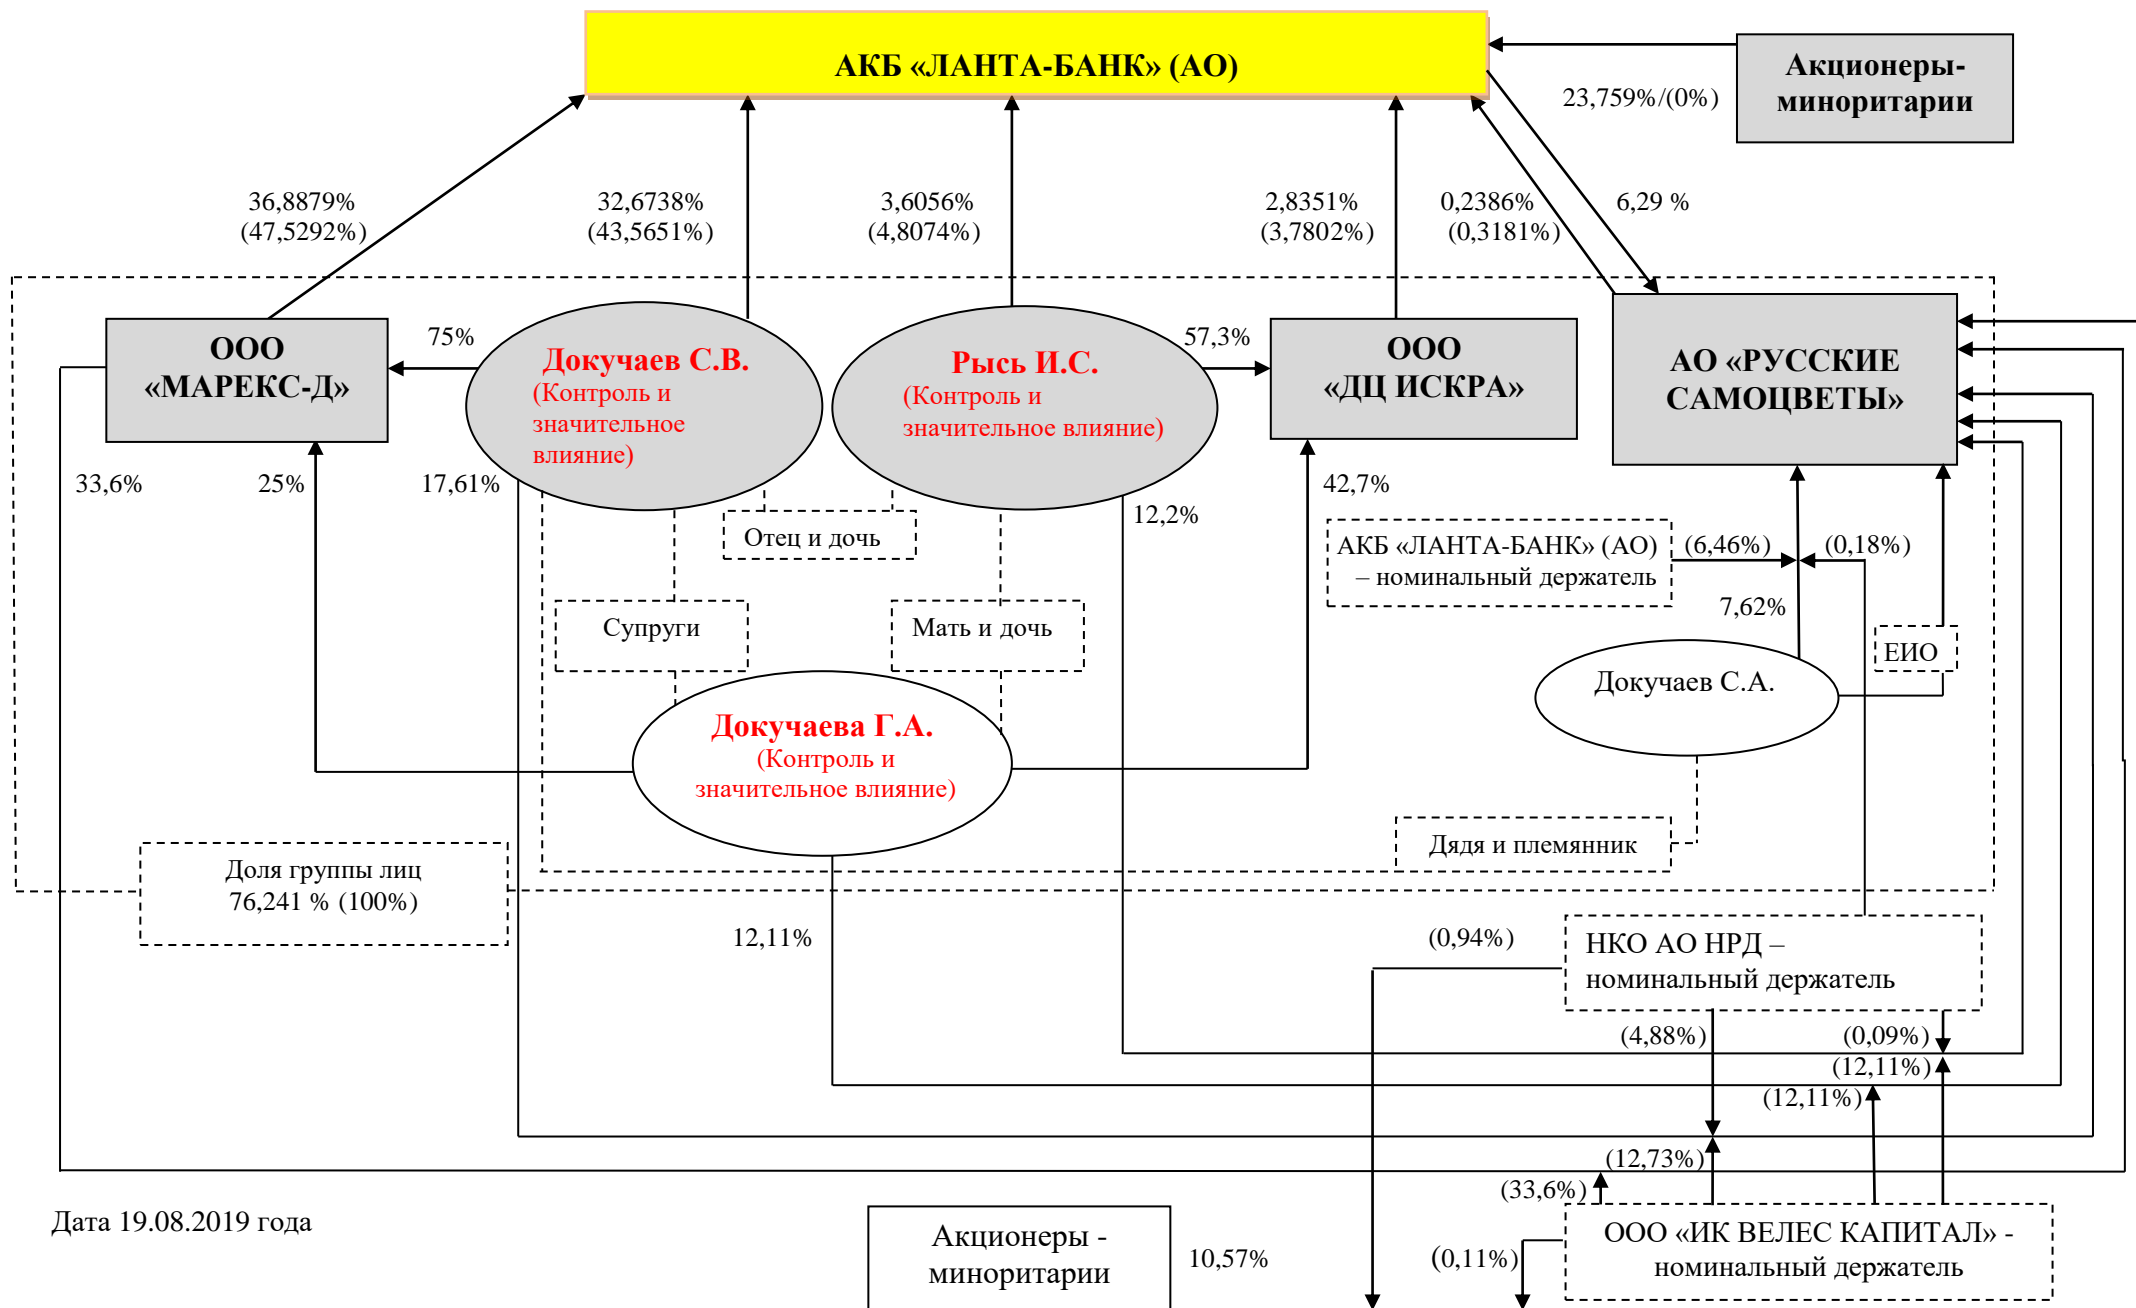 АКБ «ЛАНТА-БАНК» (АО)
Акционеры-
миноритарии
23,759%/(0%)
36,8879%
(47,5292%)
32,6738%
(43,5651%)
3,6056%
(4,8074%)
2,8351%
(3,7802%)
0,2386%
(0,3181%)
6,29 %
ООО
«МАРЕКС-Д»
75%
Докучаев С.В.
(Контроль и
значительное
влияние)
Рысь И.С.
(Контроль и
значительное влияние)
57,3%
ООО
«ДЦ ИСКРА»
АО «РУССКИЕ
САМОЦВЕТЫ»
33,6%
25%
17,61%
12,2%
42,7%
Отец и дочь
АКБ «ЛАНТА-БАНК» (АО)
– номинальный держатель
(6,46%)
(0,18%)
7,62%
Супруги
Мать и дочь
ЕИО
Докучаев С.А.
Докучаева Г.А.
(Контроль и
значительное влияние)
Дядя и племянник
Доля группы лиц
76,241 % (100%)
12,11%
(0,94%)
НКО АО НРД –
номинальный держатель
(4,88%)
(0,09%)
(12,11%)
(12,11%)
(12,73%)
(33,6%)
Дата 19.08.2019 года
Акционеры -
миноритарии
10,57%
(0,11%)
ООО «ИК ВЕЛЕС КАПИТАЛ» -
номинальный держатель